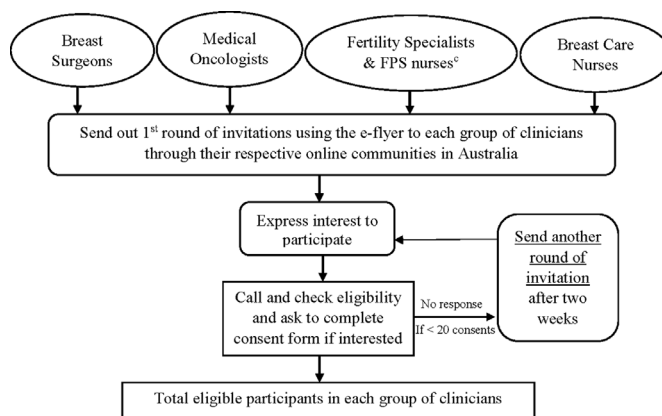 Breast
Surgeons
Medical
Oncologists
Fertility Specialists
& FPS nursesᶜ
Breast Care
Nurses
Send out 1ˢᵗ round of invitations using the e-flyer to each group of clinicians
through their respective online communities in Australia
Express interest to
participate
Send another
round of
invitation
after two
weeks
Call and check eligibility
and ask to complete
consent form if interested
No response
If < 20 consents
Total eligible participants in each group of clinicians